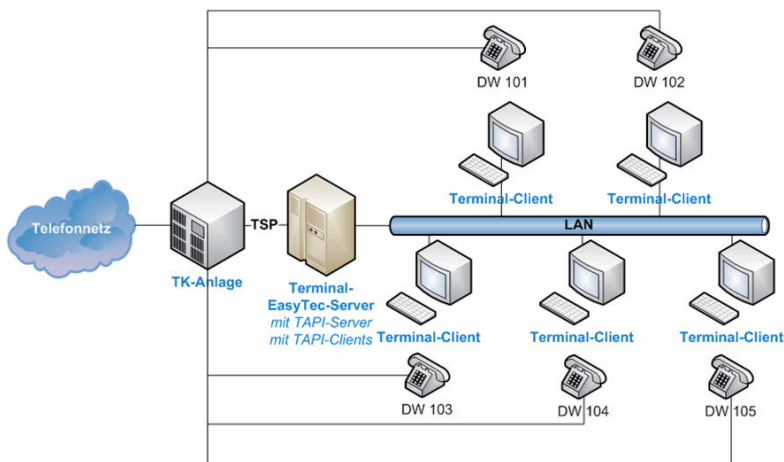 DW 101
DW 102
Terminal-Client
Terminal-Client
Telefonnetz
TSP
LAN
TK-Anlage
Terminal-
EasyTec-Server
mit TAPI-Server
mit TAPI-Clients
Terminal-Client
Terminal-Client
Terminal-Client
DW 103
DW 104
DW 105